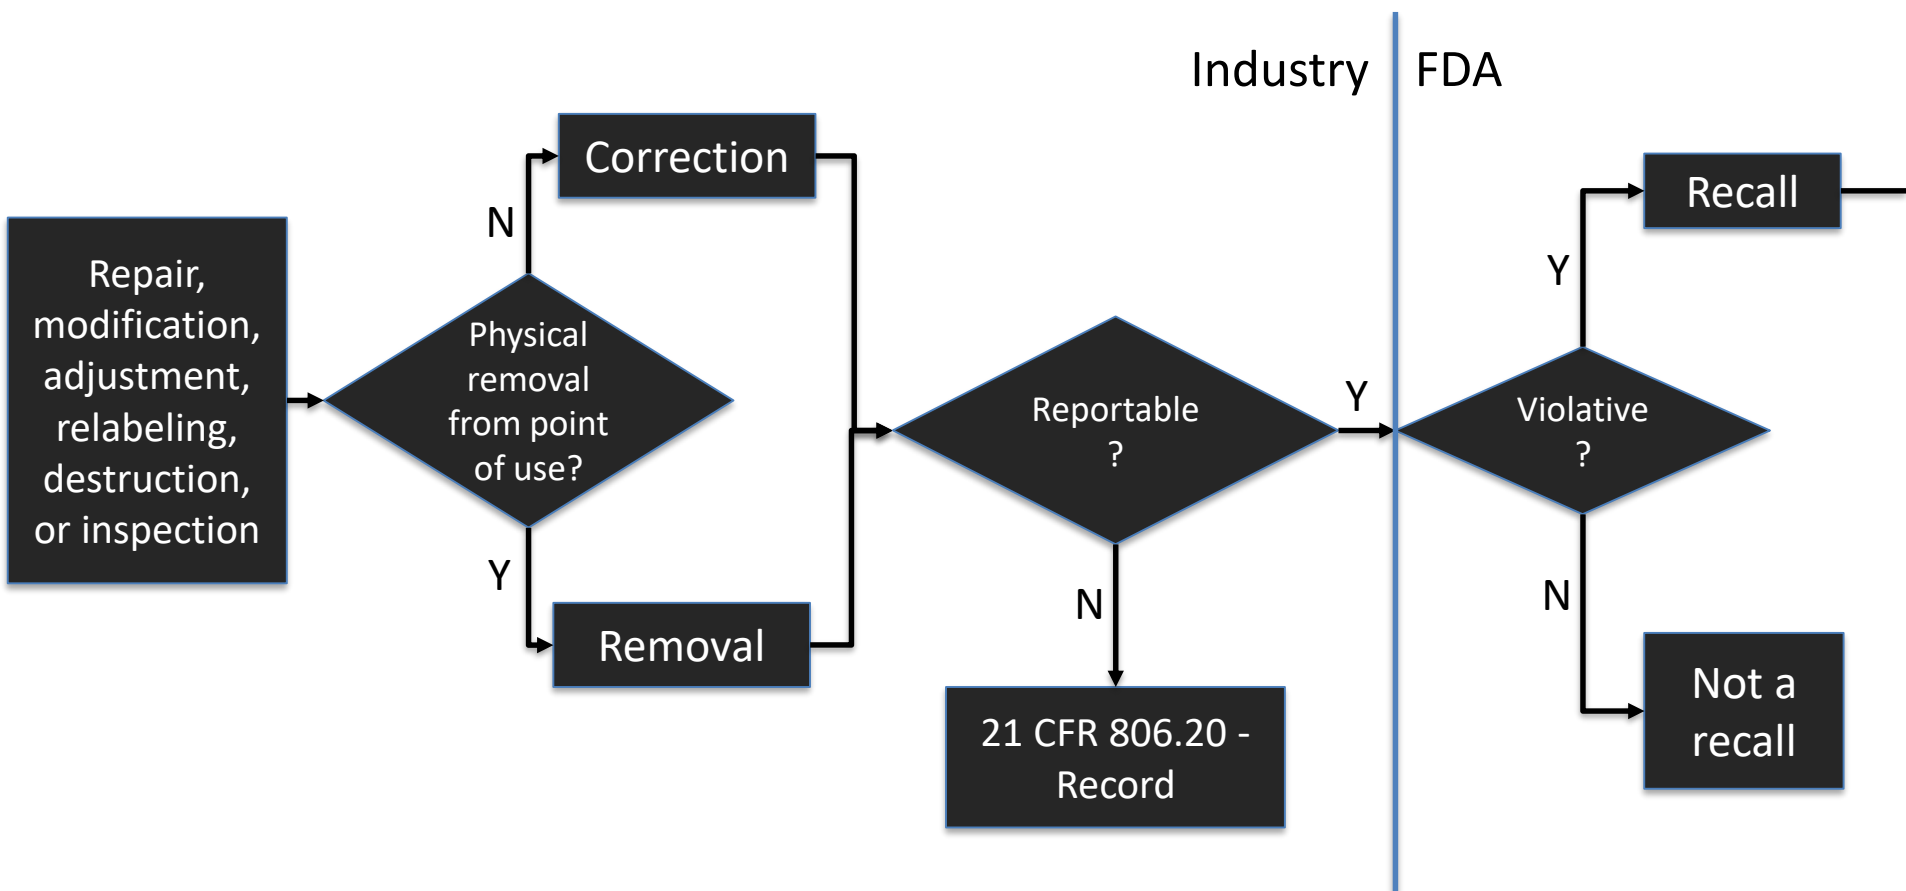 Industry
FDA
Repair,
modification,
adjustment,
relabeling,
destruction,
or inspection
Physical
removal
from point
of use?
N
Correction
Y
Removal
Reportable
?
N
21 CFR 806.20 -
Record
Y
Violative
?
Y
Recall
N
Not a
recall